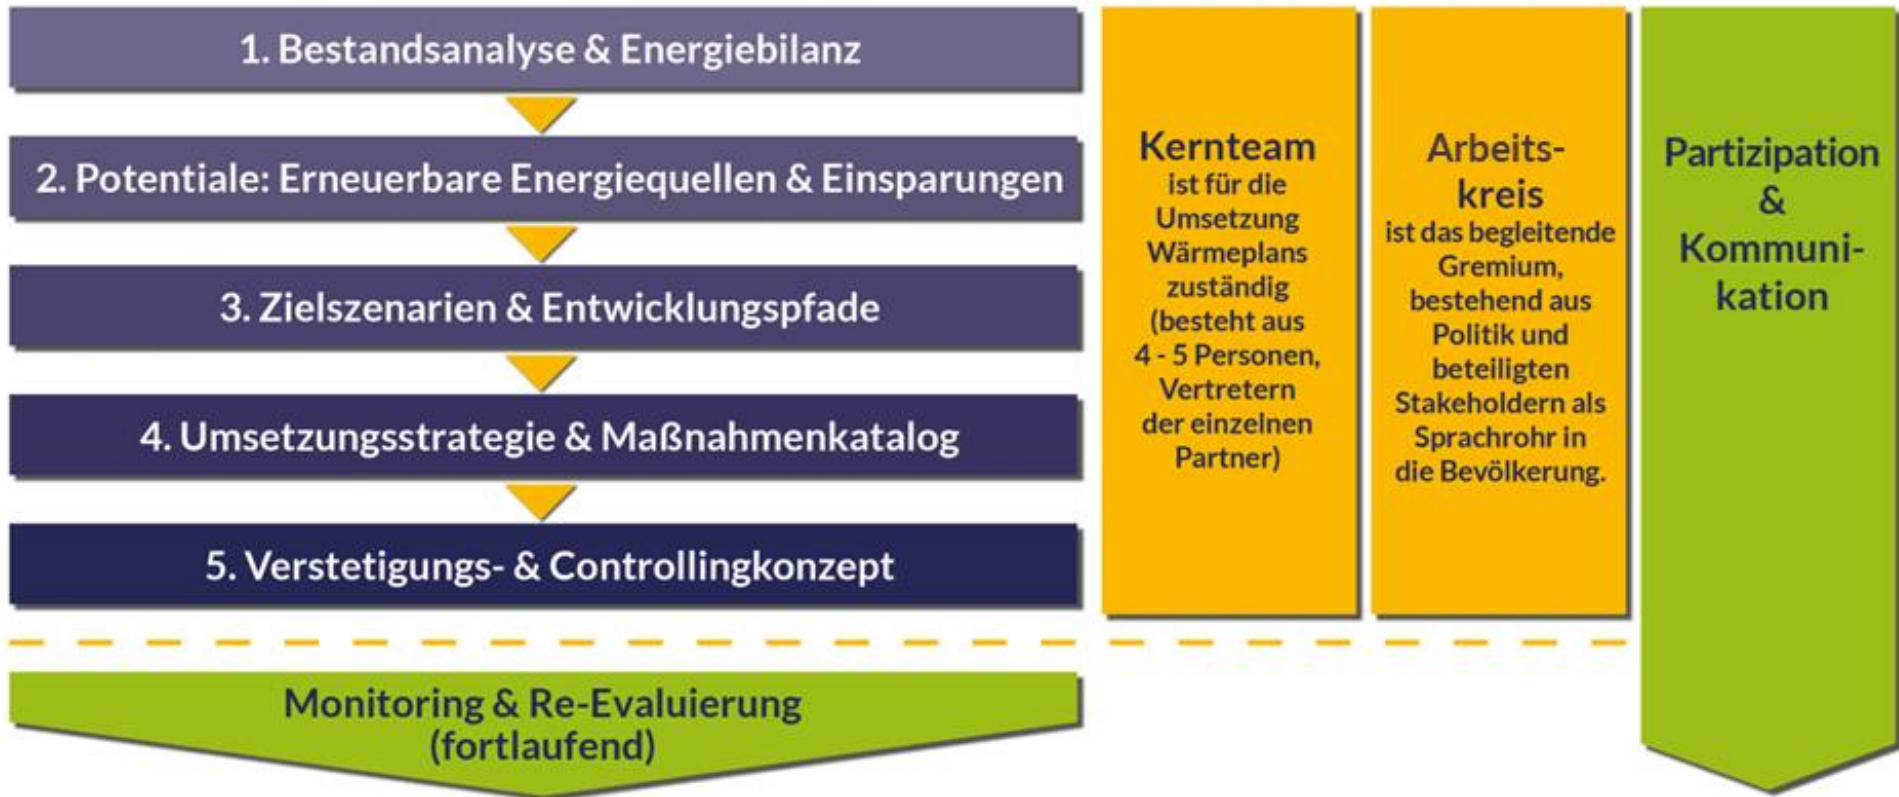 1. Bestandsanalyse & Energiebilanz
2. Potentiale: Erneuerbare Energiequellen & Einsparungen
3. Zielszenarien & Entwicklungspfade
4. Umsetzungsstrategie & Maßnahmenkatalog
5. Verstetigungs- & Controllingkonzept
Monitoring & Re-Evaluierung
(fortlaufend)
Kernteam
ist für die
Umsetzung
Wärmeplans
zuständig
(besteht aus
4 - 5 Personen,
Vertretern
der einzelnen
Partner)
Arbeits-
kreis
ist das begleitende
Gremium,
bestehend aus
Politik und
beteiligten
Stakeholdern als
Sprachrohr in
die Bevölkerung.
Partizipation
&
Kommuni-
kation